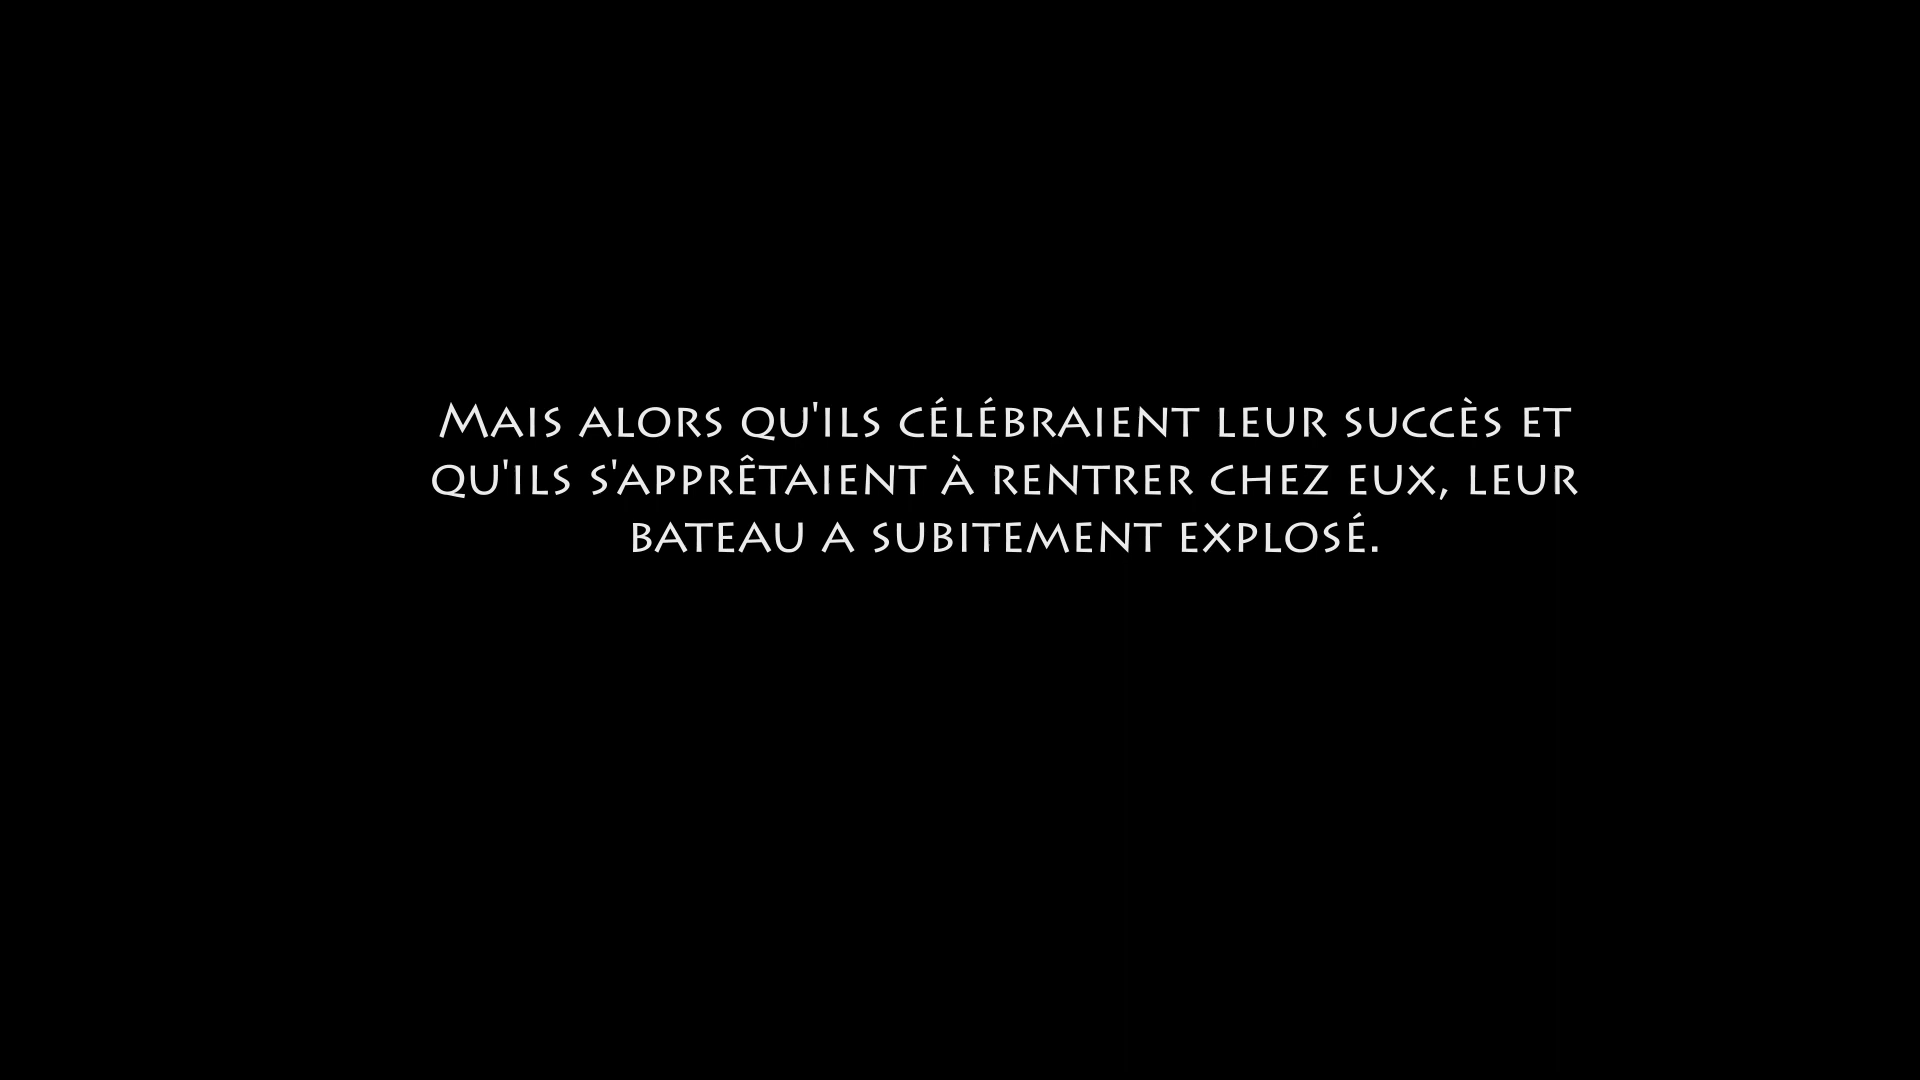 Mais alors qu'ils célébraient leur succès et
qu'ils s'apprêtaient à rentrer chez eux, leur
bateau a subitement explosé.